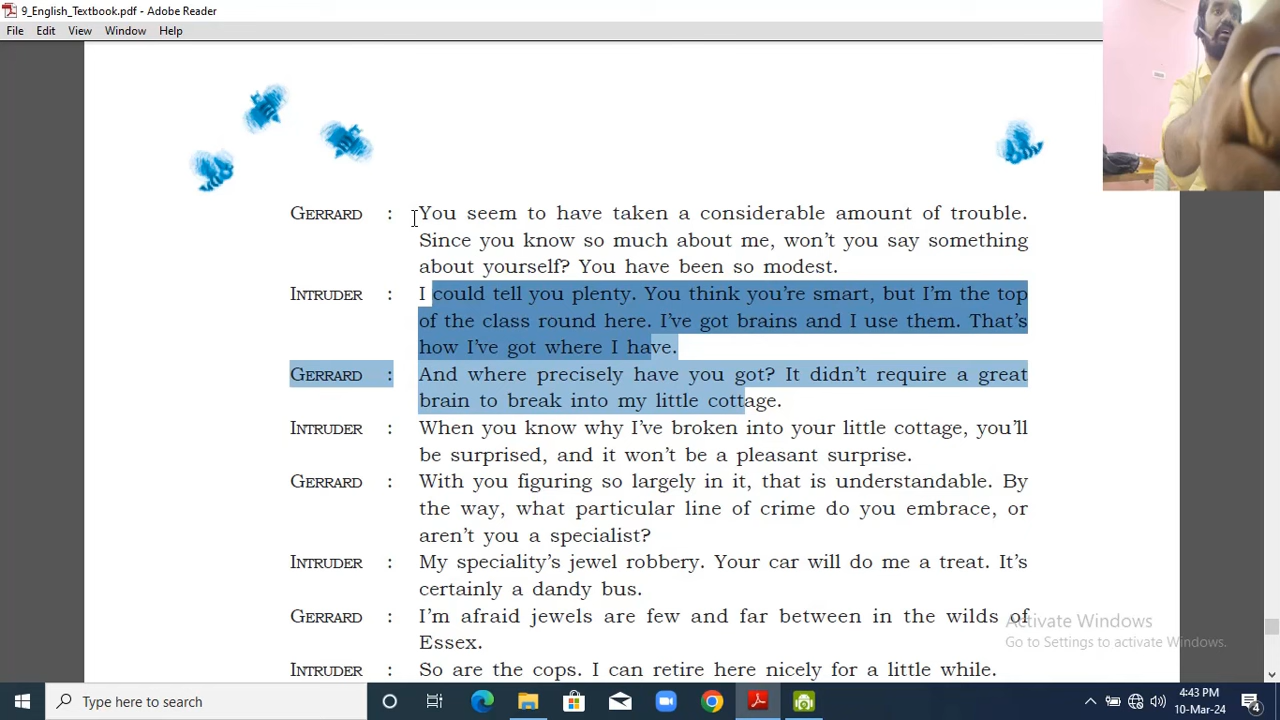 9_English_Textbook.pdf - Adobe Reader
File Edit View Window Help
GERRARD : You seem to have taken a considerable amount of trouble.
Since you know so much about me, won't you say something
about yourself? You have been so modest.
INTRUDER : I could tell you plenty. You think you're smart, but I'm the top
of the class round here. I've got brains and I use them. That's
how I've got where I have.
GERRARD : And where precisely have you got? It didn't require a great
brain to break into my little cottage.
INTRUDER : When you know why I've broken into your little cottage, you'll
be surprised, and it won't be a pleasant surprise.
GERRARD : With you figuring so largely in it, that is understandable. By
the way, what particular line of crime do you embrace, or
aren't you a specialist?
INTRUDER : My speciality's jewel robbery. Your car will do me a treat. It's
certainly a dandy bus.
GERRARD : I'm afraid jewels are few and far between in the wilds of
Essex.
INTRUDER : So are the cops. I can retire here nicely for a little while.
Activate Windows
Go to Settings to activate Windows.
Type here to search
4:43 PM
10-Mar-24
4